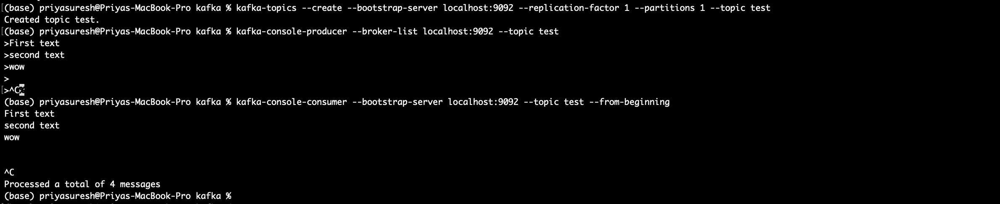 (base) priyasuresh@Priyas-MacBook-Pro kafka % kafka-topics --create --bootstrap-server localhost:9092 --replication-factor 1 --partitions 1 --topic test
Created topic test.
(base) priyasuresh@Priyas-MacBook-Pro kafka % kafka-console-producer --broker-list localhost:9092 --topic test
>First text
>second text
>wow
>
>^C%
(base) priyasuresh@Priyas-MacBook-Pro kafka % kafka-console-consumer --bootstrap-server localhost:9092 --topic test --from-beginning
First text
second text
wow
^C
Processed a total of 4 messages
(base) priyasuresh@Priyas-MacBook-Pro kafka %